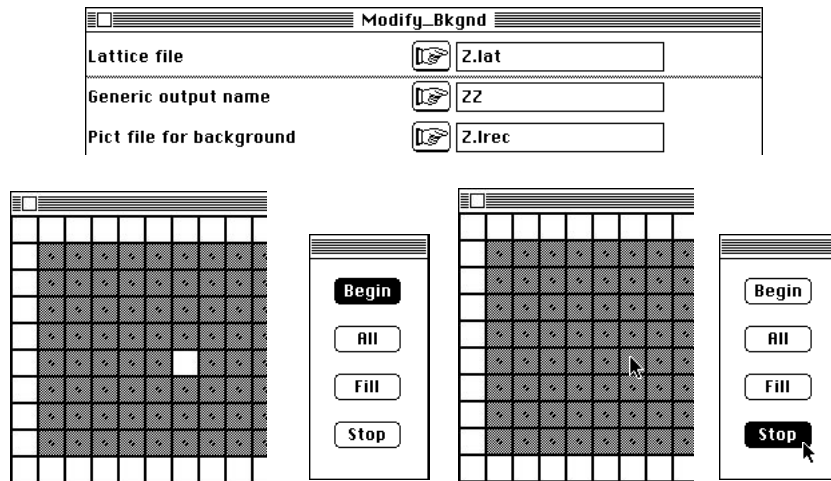 Modify_Bkgnd
Lattice file Z.lat
Generic output name ZZ
Pict file for background Z.lrec
Begin
All
Fill
Stop
Begin
All
Fill
Stop